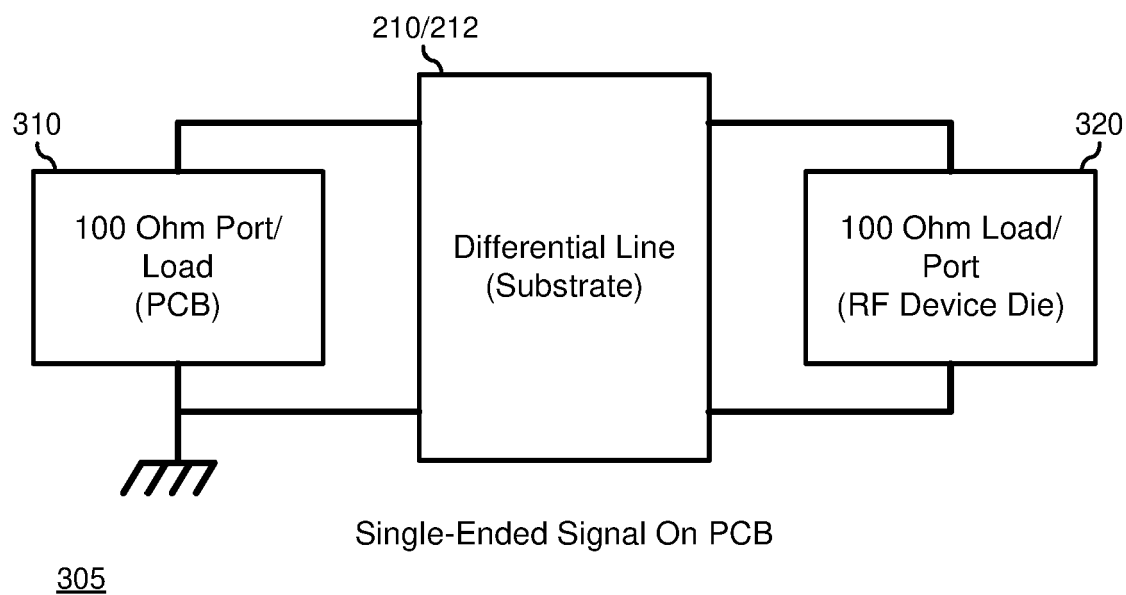 210/212
310
320
100 Ohm Port/
Load
(PCB)
Differential Line
(Substrate)
100 Ohm Load/
Port
(RF Device Die)
Single-Ended Signal On PCB
305